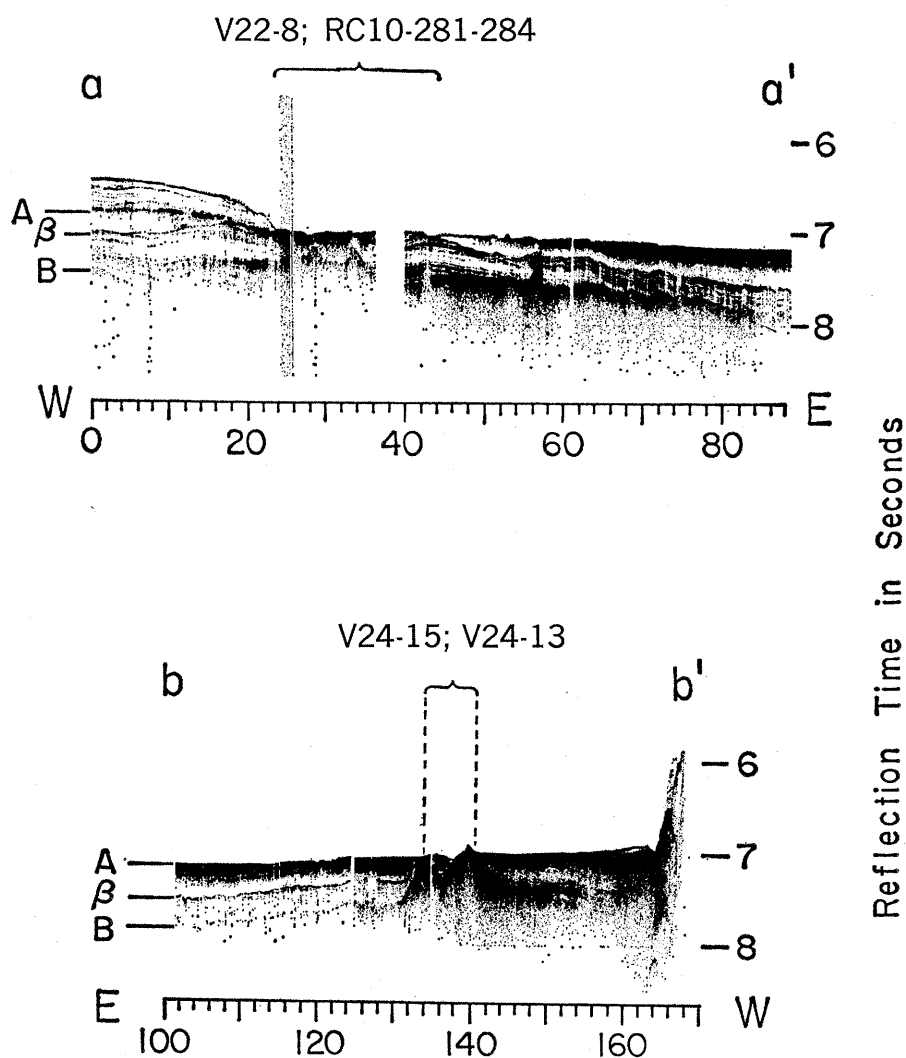 V22-8; RC10-281-284
a a'
-6
A
β -7
B
-8
W E
0 20 40 60 80
Reflection Time in Seconds
V24-15; V24-13
b b'
-6
A -7
β
B -8
E W
100 120 140 160